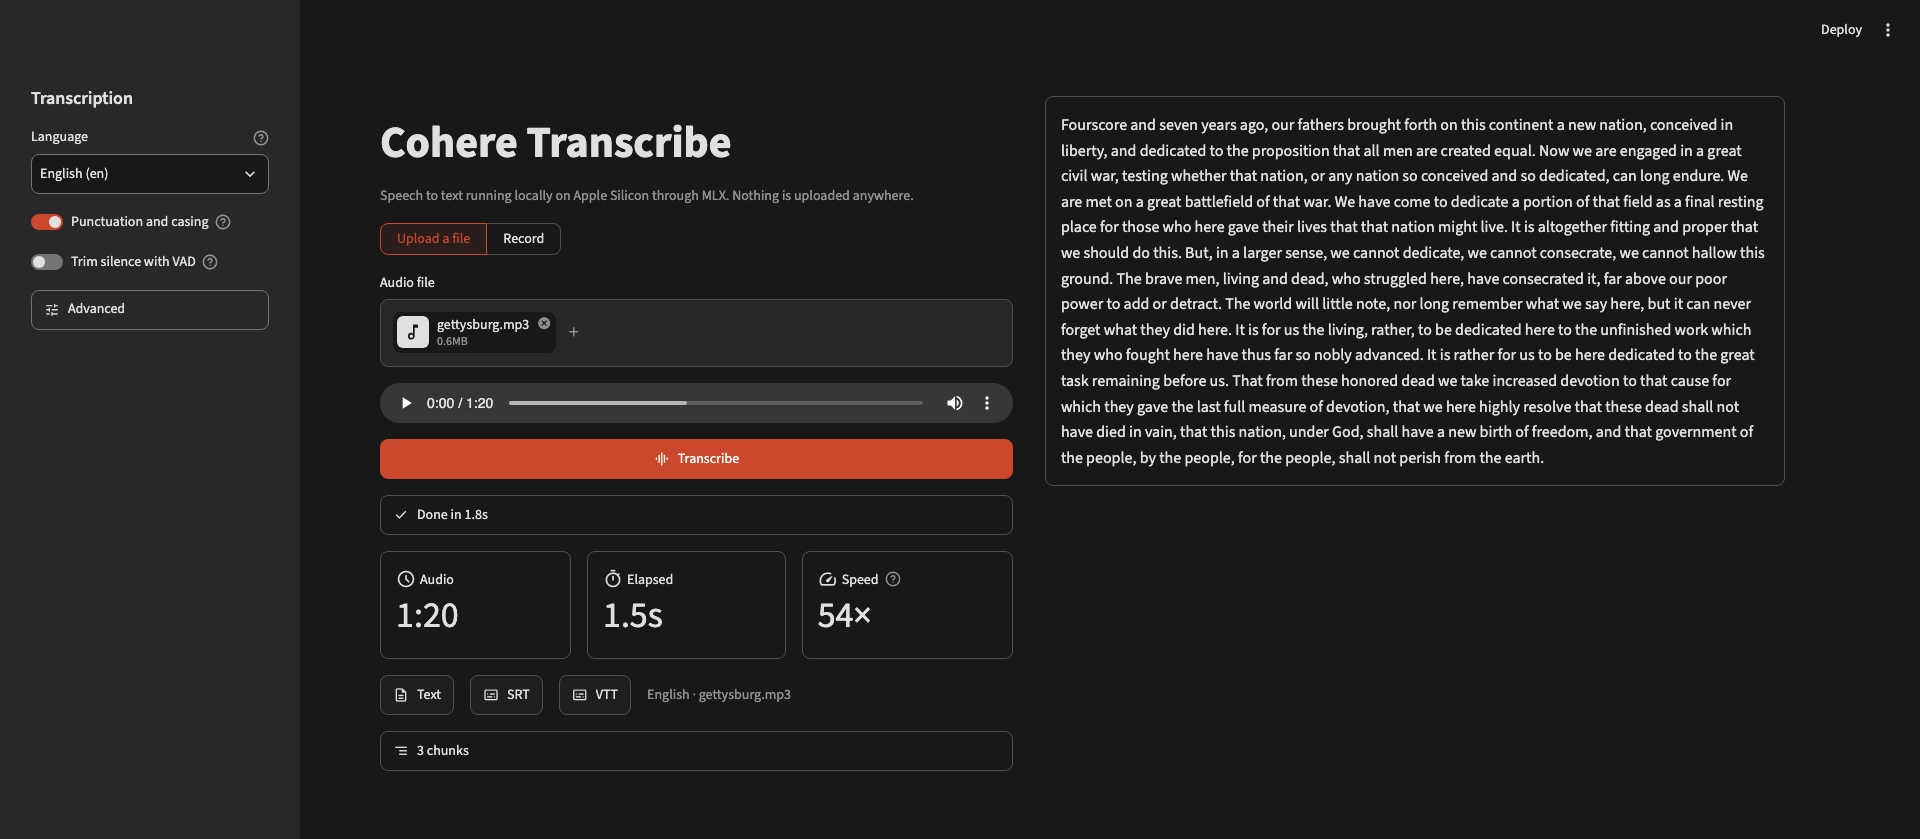 Deploy
Transcription
Language
English (en)
Punctuation and casing
Trim silence with VAD
Advanced
Cohere Transcribe
Speech to text running locally on Apple Silicon through MLX. Nothing is uploaded anywhere.
Upload a file
Record
Audio file
gettysburg.mp3
0.6MB
0:00 / 1:20
Transcribe
Done in 1.8s
Audio
1:20
Elapsed
1.5s
Speed
54×
Text
SRT
VTT
English · gettysburg.mp3
3 chunks
Fourscore and seven years ago, our fathers brought forth on this continent a new nation, conceived in
liberty, and dedicated to the proposition that all men are created equal. Now we are engaged in a great
civil war, testing whether that nation, or any nation so conceived and so dedicated, can long endure. We
are met on a great battlefield of that war. We have come to dedicate a portion of that field as a final resting
place for those who here gave their lives that that nation might live. It is altogether fitting and proper that
we should do this. But, in a larger sense, we cannot dedicate, we cannot consecrate, we cannot hallow this
ground. The brave men, living and dead, who struggled here, have consecrated it, far above our poor
power to add or detract. The world will little note, nor long remember what we say here, but it can never
forget what they did here. It is for us the living, rather, to be dedicated here to the unfinished work which
they who fought here have thus far so nobly advanced. It is rather for us to be here dedicated to the great
task remaining before us. That from these honored dead we take increased devotion to that cause for
which they gave the last full measure of devotion, that we here highly resolve that these dead shall not
have died in vain, that this nation, under God, shall have a new birth of freedom, and that government of
the people, by the people, for the people, shall not perish from the earth.